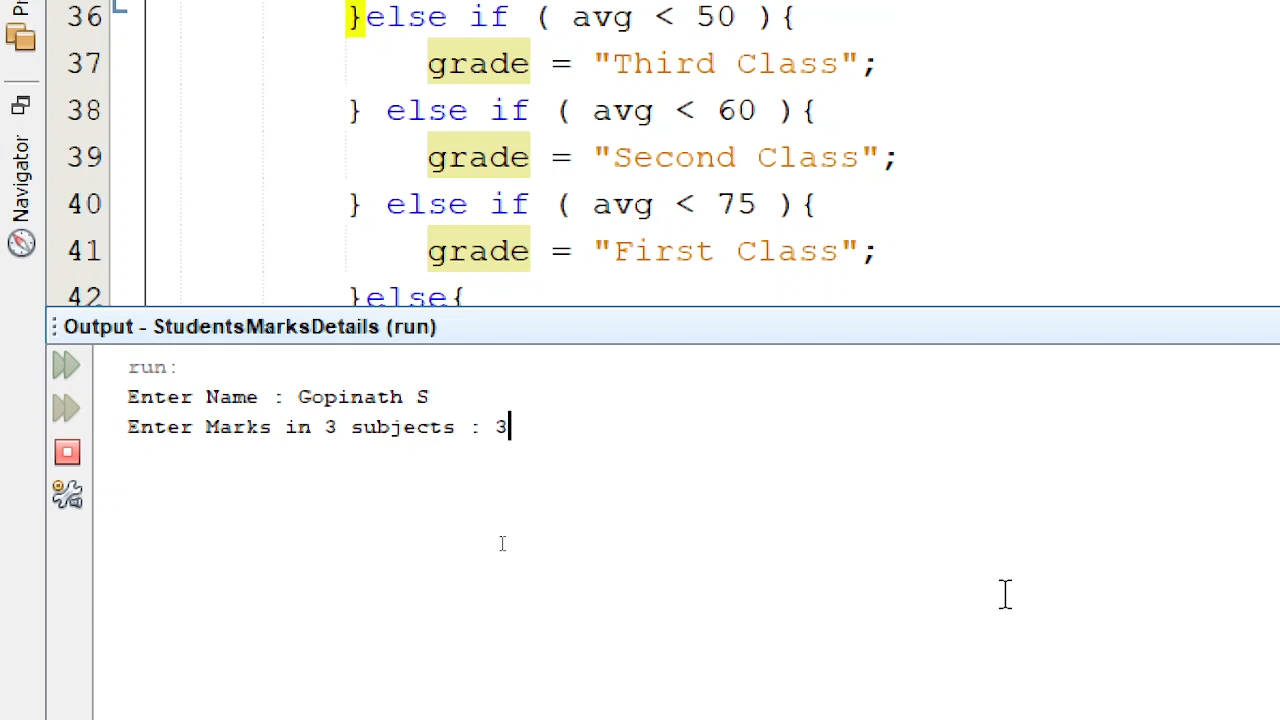 36 }else if ( avg < 50 ){
37 grade = "Third Class";
38 } else if ( avg < 60 ){
39 grade = "Second Class";
40 } else if ( avg < 75 ){
41 grade = "First Class";
42 }else{
Navigator
Output - StudentsMarksDetails (run)
run:
Enter Name : Gopinath S
Enter Marks in 3 subjects : 3